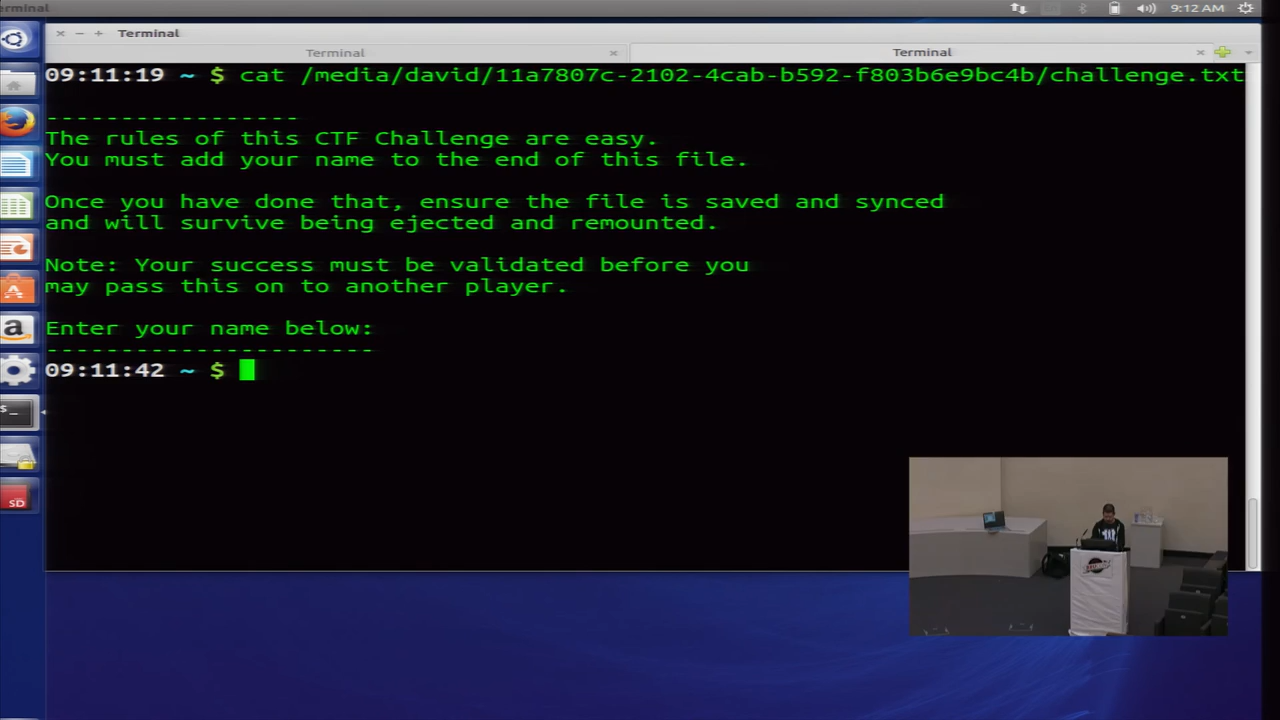 erminal
9:12 AM
Terminal
Terminal
Terminal
09:11:19 ~ $ cat /media/david/11a7807c-2102-4cab-b592-f803b6e9bc4b/challenge.txt
-----------------
The rules of this CTF Challenge are easy.
You must add your name to the end of this file.
Once you have done that, ensure the file is saved and synced
and will survive being ejected and remounted.
Note: Your success must be validated before you
may pass this on to another player.
Enter your name below:
----------------------
09:11:42 ~ $
SD